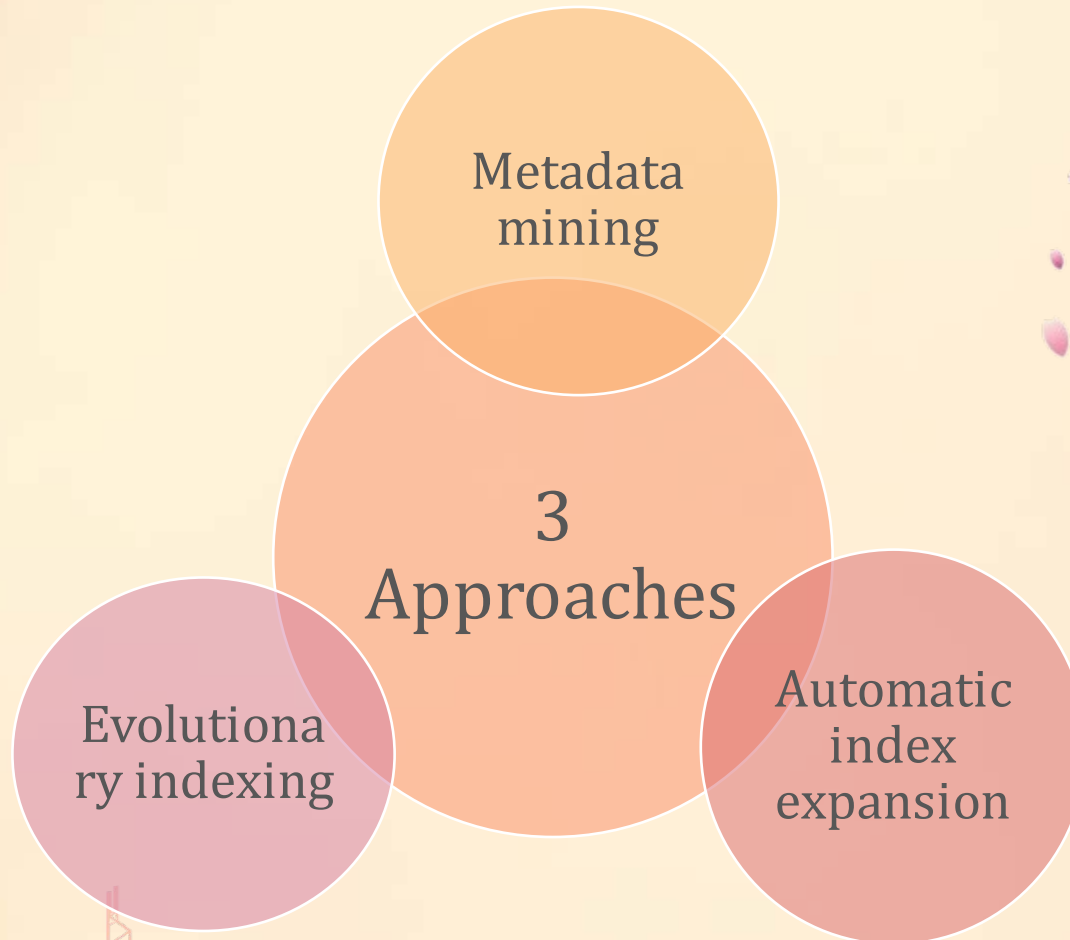 Metadata
mining
3
Approaches
Evolutiona
ry indexing
Automatic
index
expansion